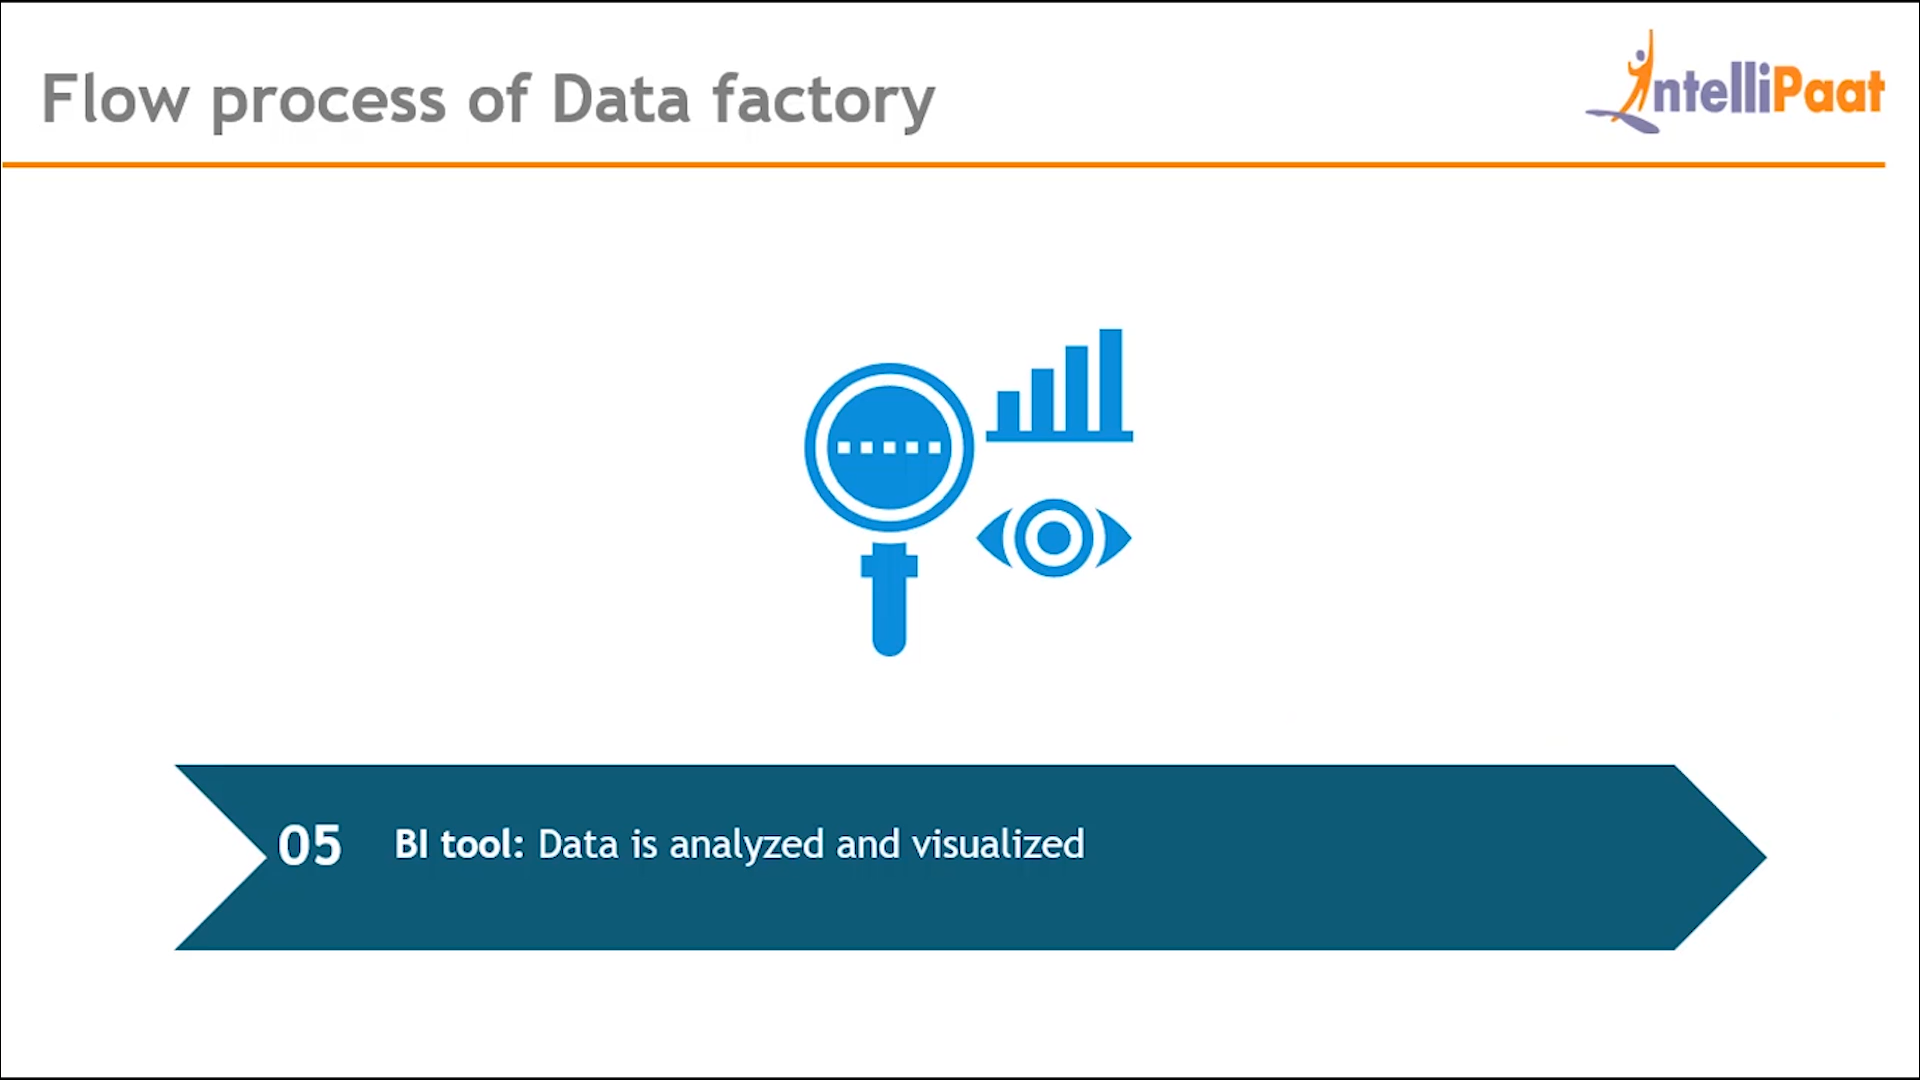 Flow process of Data factory
IntelliPaat
05 BI tool: Data is analyzed and visualized